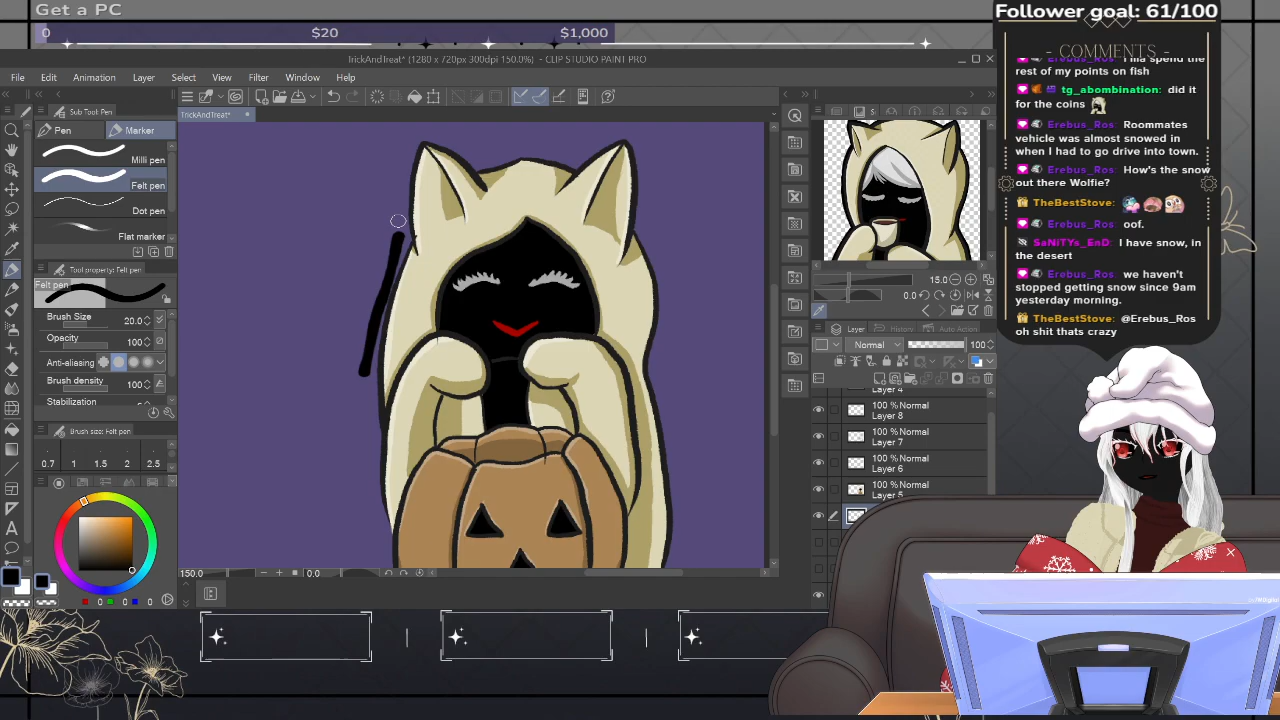 Get a PC
0 $20 $1,000
TrickAndTreat* (1280 x 720px 300dpi 150.0%) - CLIP STUDIO PAINT PRO
File Edit Animation Layer Select View Filter Window Help
Sub Tool Pen
TrickAndTreat*
Pen Marker
Milli pen
Felt pen
Dot pen
Flat marker
Tool property: Felt pen
Felt pen
Brush Size 20.0
Opacity 100
Anti-aliasing
Brush density 100
Stabilization
Brush size: Felt pen
0.7 1 1.5 2 2.5
0 0 0
150.0 0.0
15.0
0.0
Layer History Auto Action
Normal 100
Layer 4
100 % Normal
Layer 8
100 % Normal
Layer 7
100 % Normal
Layer 6
100 % Normal
Layer 5
Follower goal: 61/100
- COMMENTS -
Erebus_Ros: I'ma spend the
rest of my points on fish
tg_abombination: did it
for the coins
Erebus_Ros: Roommates
vehicle was almost snowed in
when I had to go drive into town.
Erebus_Ros: How's the snow
out there Wolfie?
TheBestStove:
Erebus_Ros: oof.
SaNiTYs_EnD: I have snow, in
the desert
Erebus_Ros: we haven't
stopped getting snow since 9am
yesterday morning.
TheBestStove: @Erebus_Ros
oh shit thats crazy